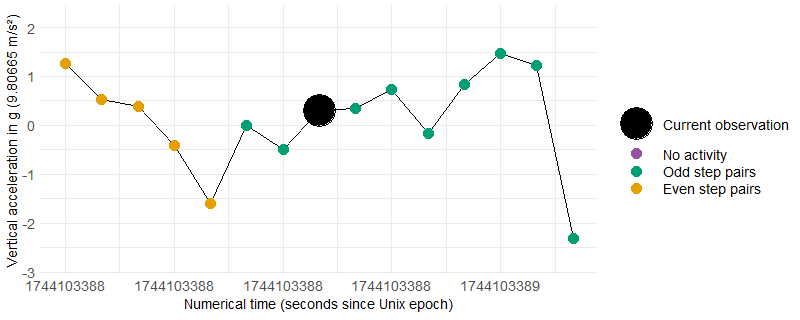 Vertical acceleration in g (9.80665 m/s²)
2
1
0
-1
-2
-3
1744103388 1744103388 1744103388 1744103388 1744103389
Numerical time (seconds since Unix epoch)
Current observation
No activity
Odd step pairs
Even step pairs